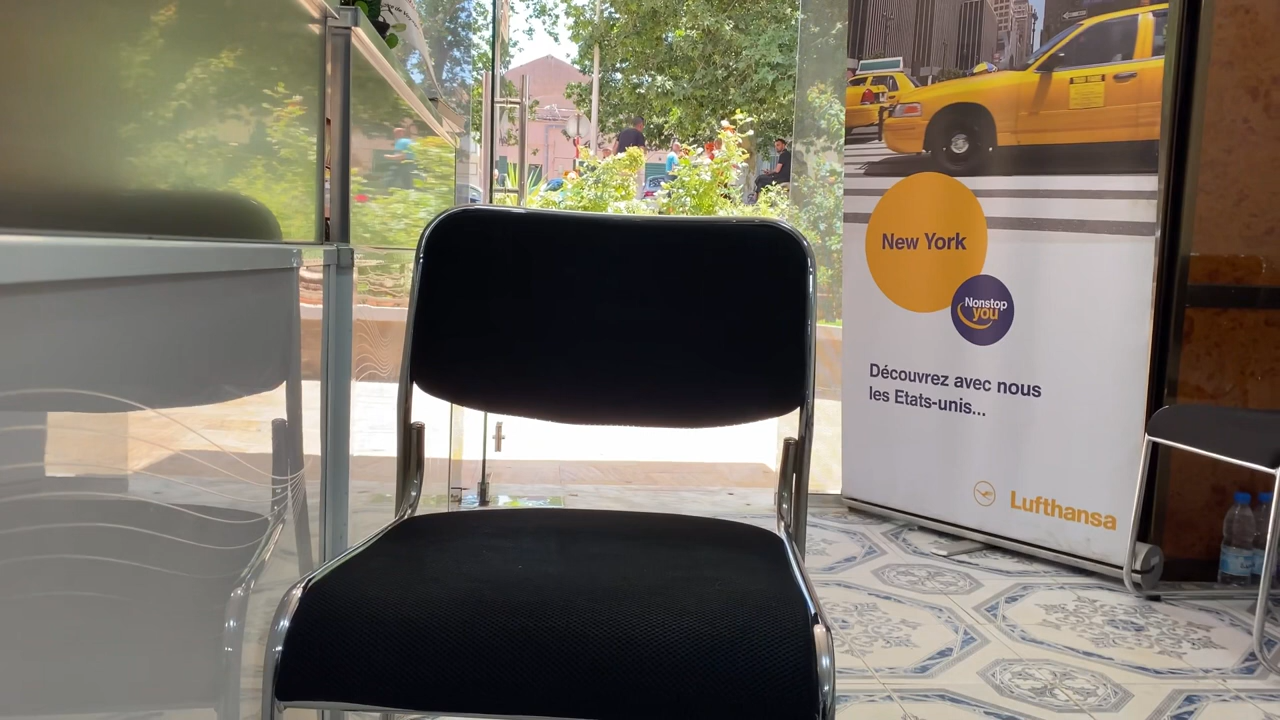 New York
Nonstop
you
Découvrez avec nous
les Etats-unis...
Lufthansa